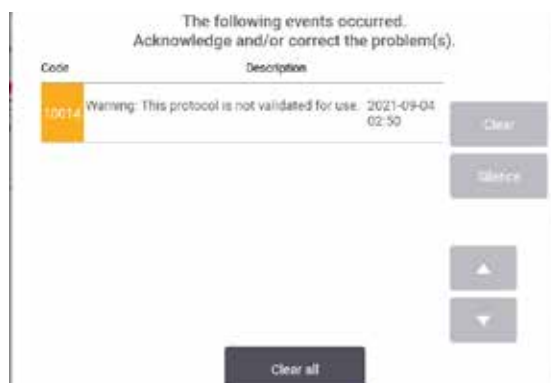 The following events occurred.
Acknowledge and/or correct the problem(s).
Code Description
10014 Warning: This protocol is not validated for use. 2021-09-04
02:50
Clear
Silence
Clear all